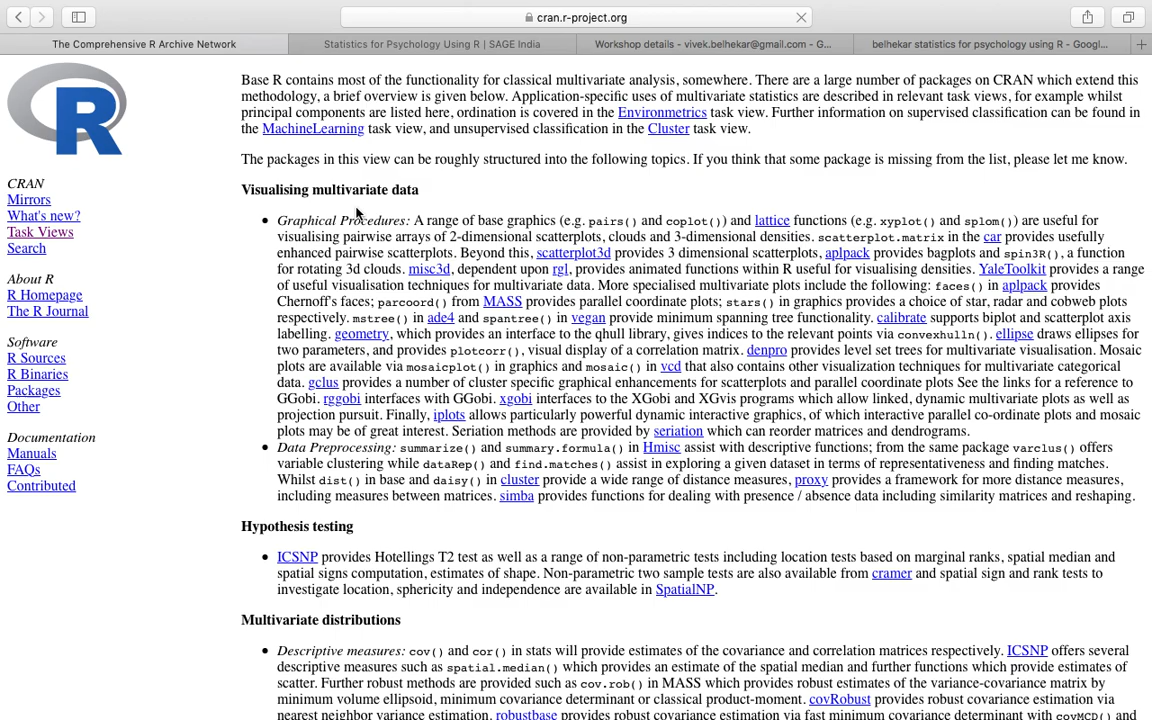 cran.r-project.org
The Comprehensive R Archive Network
Statistics for Psychology Using R | SAGE India
Workshop details - vivek.belhekar@gmail.com - G...
belhekar statistics for psychology using R - Googl...
R
CRAN
Mirrors
What's new?
Task Views
Search
About R
R Homepage
The R Journal
Software
R Sources
R Binaries
Packages
Other
Documentation
Manuals
FAQs
Contributed
Base R contains most of the functionality for classical multivariate analysis, somewhere. There are a large number of packages on CRAN which extend this
methodology, a brief overview is given below. Application-specific uses of multivariate statistics are described in relevant task views, for example whilst
principal components are listed here, ordination is covered in the Environmetrics task view. Further information on supervised classification can be found in
the MachineLearning task view, and unsupervised classification in the Cluster task view.
The packages in this view can be roughly structured into the following topics. If you think that some package is missing from the list, please let me know.
Visualising multivariate data
• Graphical Procedures: A range of base graphics (e.g. pairs() and coplot()) and lattice functions (e.g. xyplot() and splom()) are useful for
visualising pairwise arrays of 2-dimensional scatterplots, clouds and 3-dimensional densities. scatterplot.matrix in the car provides usefully
enhanced pairwise scatterplots. Beyond this, scatterplot3d provides 3 dimensional scatterplots, aplpack provides bagplots and spin3R(), a function
for rotating 3d clouds. misc3d, dependent upon rgl, provides animated functions within R useful for visualising densities. YaleToolkit provides a range
of useful visualisation techniques for multivariate data. More specialised multivariate plots include the following: faces() in aplpack provides
Chernoff's faces; parcoord() from MASS provides parallel coordinate plots; stars() in graphics provides a choice of star, radar and cobweb plots
respectively. mstree() in ade4 and spantree() in vegan provide minimum spanning tree functionality. calibrate supports biplot and scatterplot axis
labelling. geometry, which provides an interface to the qhull library, gives indices to the relevant points via convexhulln(). ellipse draws ellipses for
two parameters, and provides plotcorr(), visual display of a correlation matrix. denpro provides level set trees for multivariate visualisation. Mosaic
plots are available via mosaicplot() in graphics and mosaic() in vcd that also contains other visualization techniques for multivariate categorical
data. gclus provides a number of cluster specific graphical enhancements for scatterplots and parallel coordinate plots See the links for a reference to
GGobi. rggobi interfaces with GGobi. xgobi interfaces to the XGobi and XGvis programs which allow linked, dynamic multivariate plots as well as
projection pursuit. Finally, iplots allows particularly powerful dynamic interactive graphics, of which interactive parallel co-ordinate plots and mosaic
plots may be of great interest. Seriation methods are provided by seriation which can reorder matrices and dendrograms.
• Data Preprocessing: summarize() and summary.formula() in Hmisc assist with descriptive functions; from the same package varclus() offers
variable clustering while dataRep() and find.matches() assist in exploring a given dataset in terms of representativeness and finding matches.
Whilst dist() in base and daisy() in cluster provide a wide range of distance measures, proxy provides a framework for more distance measures,
including measures between matrices. simba provides functions for dealing with presence / absence data including similarity matrices and reshaping.
Hypothesis testing
• ICSNP provides Hotellings T2 test as well as a range of non-parametric tests including location tests based on marginal ranks, spatial median and
spatial signs computation, estimates of shape. Non-parametric two sample tests are also available from cramer and spatial sign and rank tests to
investigate location, sphericity and independence are available in SpatialNP.
Multivariate distributions
• Descriptive measures: cov() and cor() in stats will provide estimates of the covariance and correlation matrices respectively. ICSNP offers several
descriptive measures such as spatial.median() which provides an estimate of the spatial median and further functions which provide estimates of
scatter. Further robust methods are provided such as cov.rob() in MASS which provides robust estimates of the variance-covariance matrix by
minimum volume ellipsoid, minimum covariance determinant or classical product-moment. covRobust provides robust covariance estimation via
nearest neighbor variance estimation. robustbase provides robust covariance estimation via fast minimum covariance determinant with covMCD() and